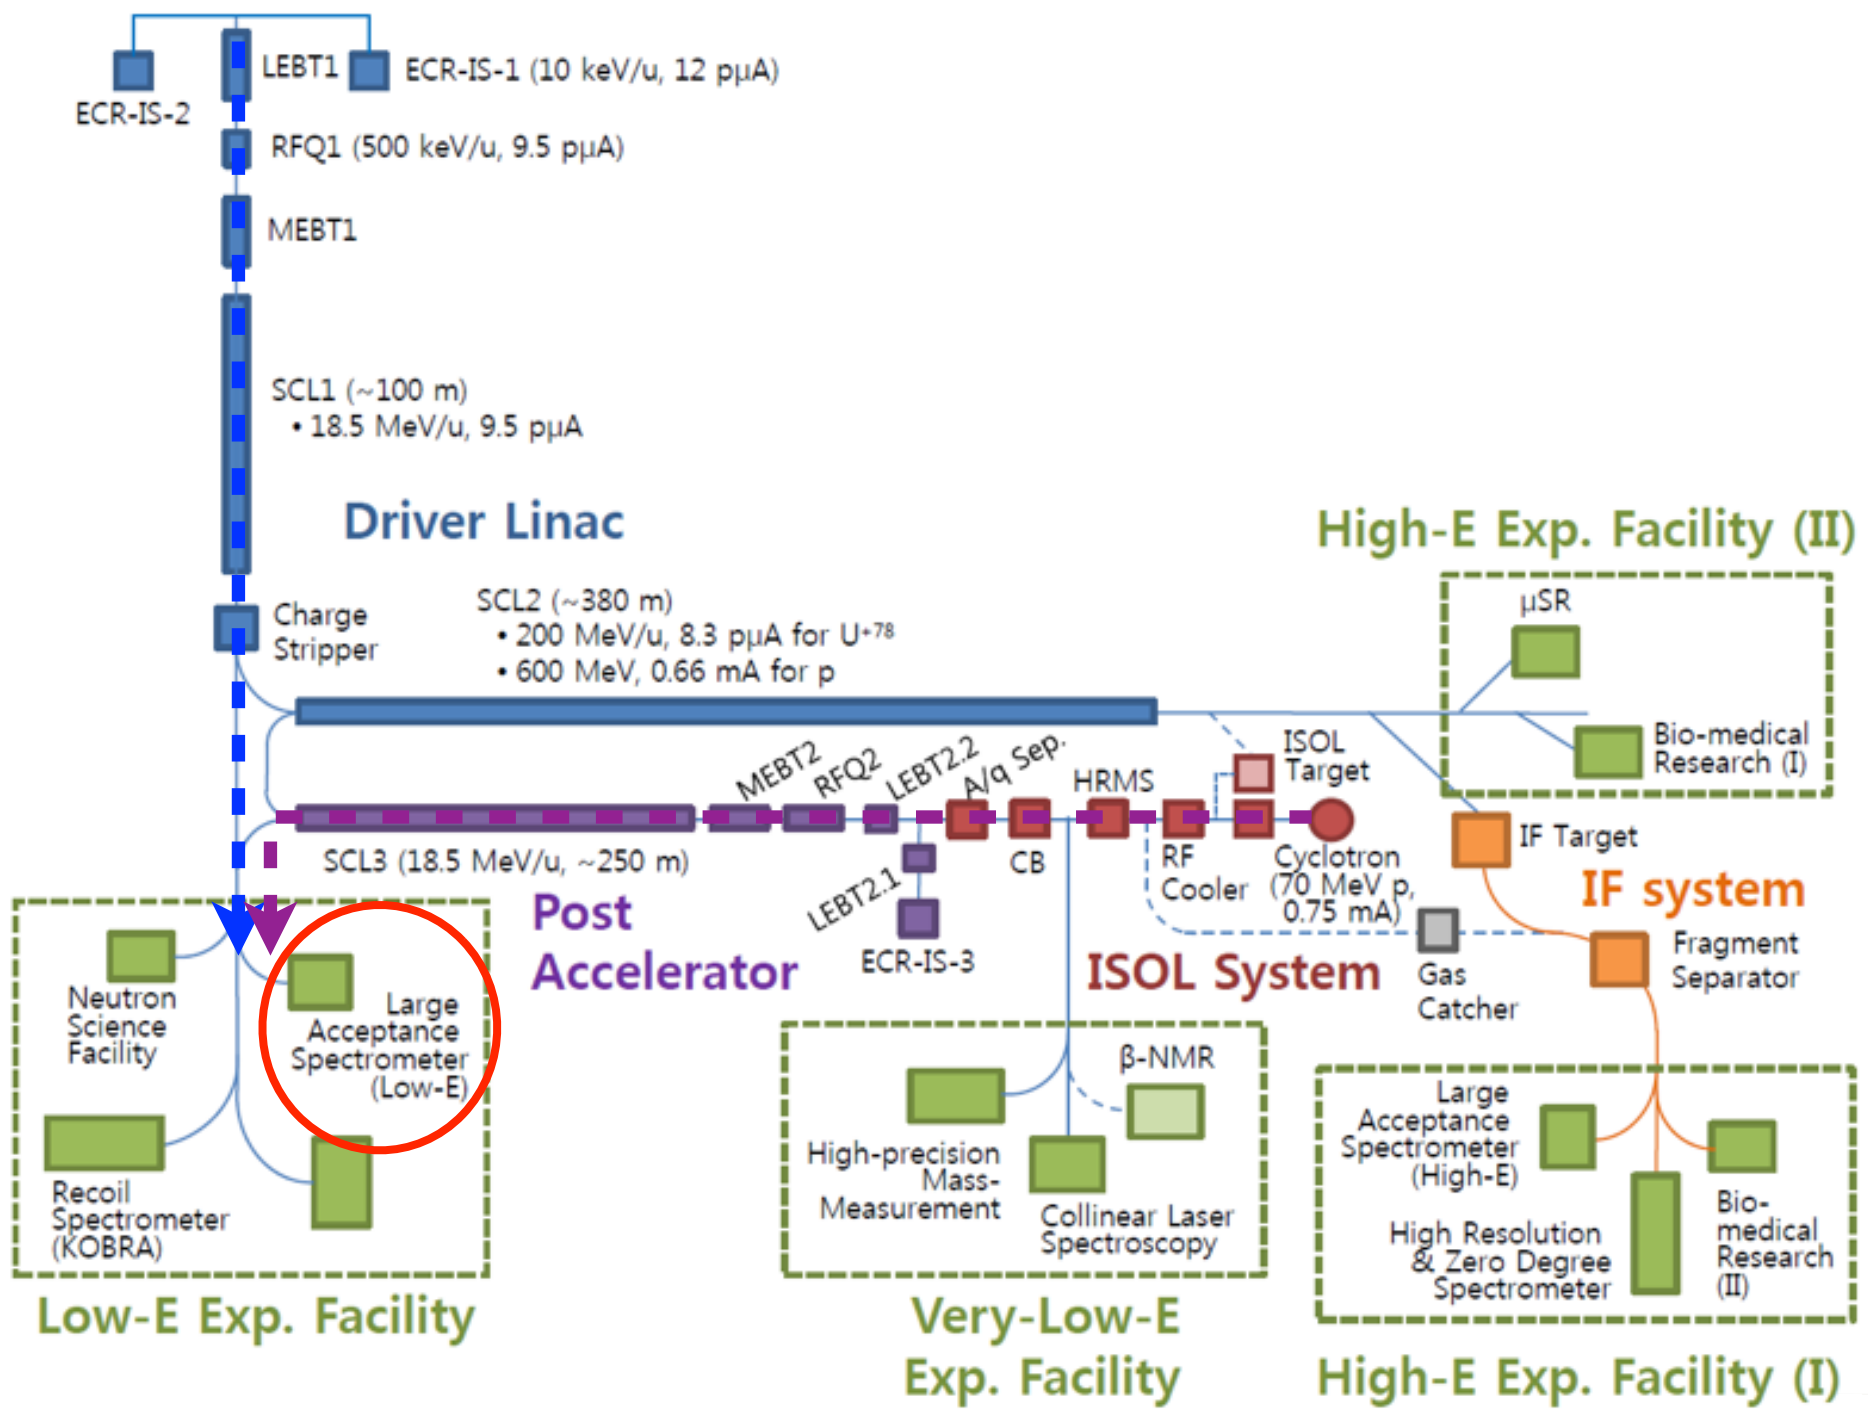 LEBT1
ECR-IS-1 (10 keV/u, 12 pμA)
ECR-IS-2
RFQ1 (500 keV/u, 9.5 pμA)
MEBT1
SCL1 (~100 m)
• 18.5 MeV/u, 9.5 pμA
Driver Linac
Charge
Stripper
SCL2 (~380 m)
• 200 MeV/u, 8.3 pμA for U⁺⁷⁸
• 600 MeV, 0.66 mA for p
High-E Exp. Facility (II)
μSR
Bio-medical
Research (I)
MEBT2
RFQ2
LEBT2.2
A/q Sep.
HRMS
ISOL
Target
SCL3 (18.5 MeV/u, ~250 m)
LEBT2.1
ECR-IS-3
CB
RF
Cooler
Cyclotron
(70 MeV p,
0.75 mA)
IF Target
IF system
Post
Accelerator
ISOL System
Gas
Catcher
Fragment
Separator
Neutron
Science
Facility
Large
Acceptance
Spectrometer
(Low-E)
Recoil
Spectrometer
(KOBRA)
Low-E Exp. Facility
β-NMR
High-precision
Mass-
Measurement
Collinear Laser
Spectroscopy
Very-Low-E
Exp. Facility
Large
Acceptance
Spectrometer
(High-E)
High Resolution
& Zero Degree
Spectrometer
Bio-
medical
Research
(II)
High-E Exp. Facility (I)